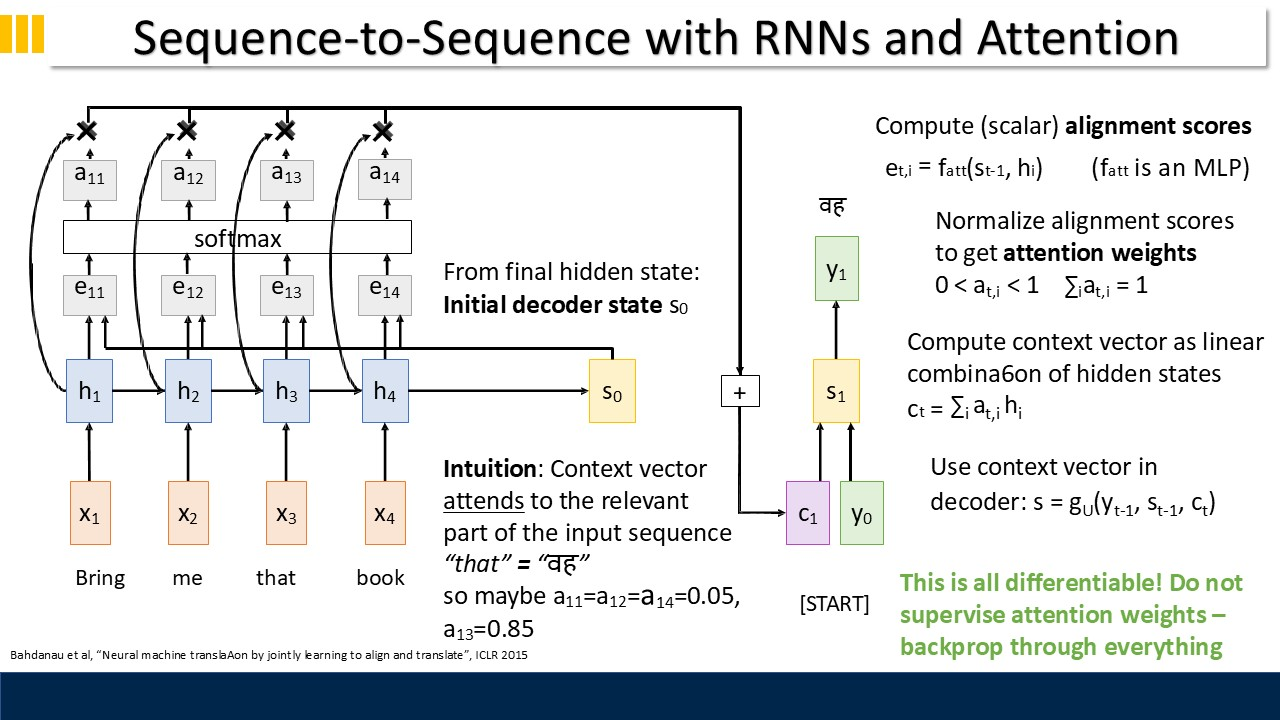 Sequence-to-Sequence with RNNs and Attention
a11 a12 a13 a14
softmax
e11 e12 e13 e14
h1 h2 h3 h4 s0
x1 x2 x3 x4
Bring me that book
From final hidden state:
Initial decoder state s0
Intuition: Context vector
attends to the relevant
part of the input sequence
“that” = “वह”
so maybe a11=a12=a14=0.05,
a13=0.85
+
वह
y1
s1
c1 y0
[START]
Compute (scalar) alignment scores
et,i = fatt(st-1, hi) (fatt is an MLP)
Normalize alignment scores
to get attention weights
0 < at,i < 1 ∑iat,i = 1
Compute context vector as linear
combina6on of hidden states
ct = ∑i at,i hi
Use context vector in
decoder: s = gU(yt-1, st-1, ct)
This is all differentiable! Do not
supervise attention weights –
backprop through everything
Bahdanau et al, “Neural machine translaAon by jointly learning to align and translate”, ICLR 2015